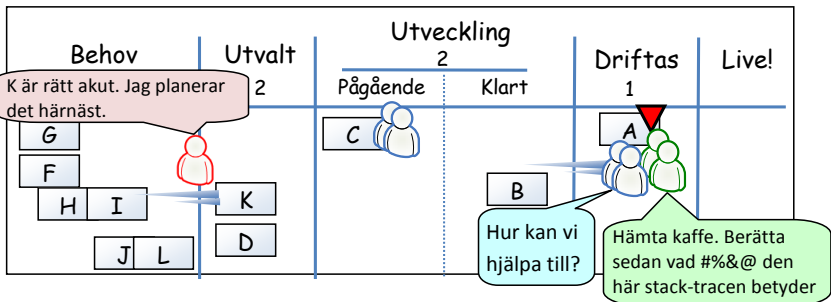 Behov
Utvalt
2
Utveckling
2
Pågående
Klart
Driftas
1
Live!
K är rätt akut. Jag planerar
det härnäst.
G
F
H
I
J
L
K
D
C
B
A
Hur kan vi
hjälpa till?
Hämta kaffe. Berätta
sedan vad #%&@ den
här stack-tracen betyder